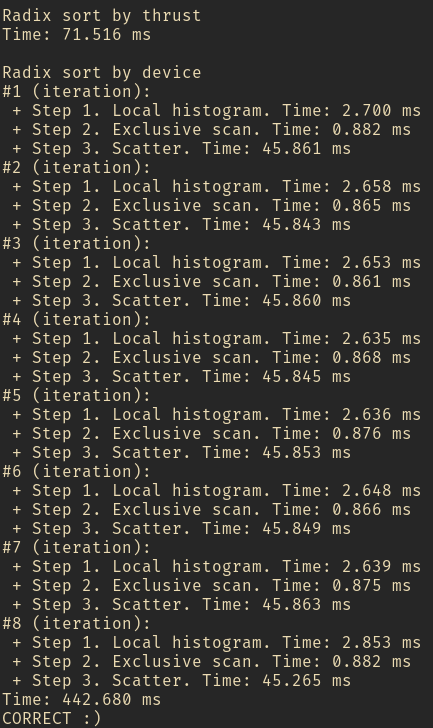 Radix sort by thrust
Time: 71.516 ms

Radix sort by device
#1 (iteration):
 + Step 1. Local histogram. Time: 2.700 ms
 + Step 2. Exclusive scan. Time: 0.882 ms
 + Step 3. Scatter. Time: 45.861 ms
#2 (iteration):
 + Step 1. Local histogram. Time: 2.658 ms
 + Step 2. Exclusive scan. Time: 0.865 ms
 + Step 3. Scatter. Time: 45.843 ms
#3 (iteration):
 + Step 1. Local histogram. Time: 2.653 ms
 + Step 2. Exclusive scan. Time: 0.861 ms
 + Step 3. Scatter. Time: 45.860 ms
#4 (iteration):
 + Step 1. Local histogram. Time: 2.635 ms
 + Step 2. Exclusive scan. Time: 0.868 ms
 + Step 3. Scatter. Time: 45.845 ms
#5 (iteration):
 + Step 1. Local histogram. Time: 2.636 ms
 + Step 2. Exclusive scan. Time: 0.876 ms
 + Step 3. Scatter. Time: 45.853 ms
#6 (iteration):
 + Step 1. Local histogram. Time: 2.648 ms
 + Step 2. Exclusive scan. Time: 0.866 ms
 + Step 3. Scatter. Time: 45.849 ms
#7 (iteration):
 + Step 1. Local histogram. Time: 2.639 ms
 + Step 2. Exclusive scan. Time: 0.875 ms
 + Step 3. Scatter. Time: 45.863 ms
#8 (iteration):
 + Step 1. Local histogram. Time: 2.853 ms
 + Step 2. Exclusive scan. Time: 0.882 ms
 + Step 3. Scatter. Time: 45.265 ms
Time: 442.680 ms
CORRECT :)